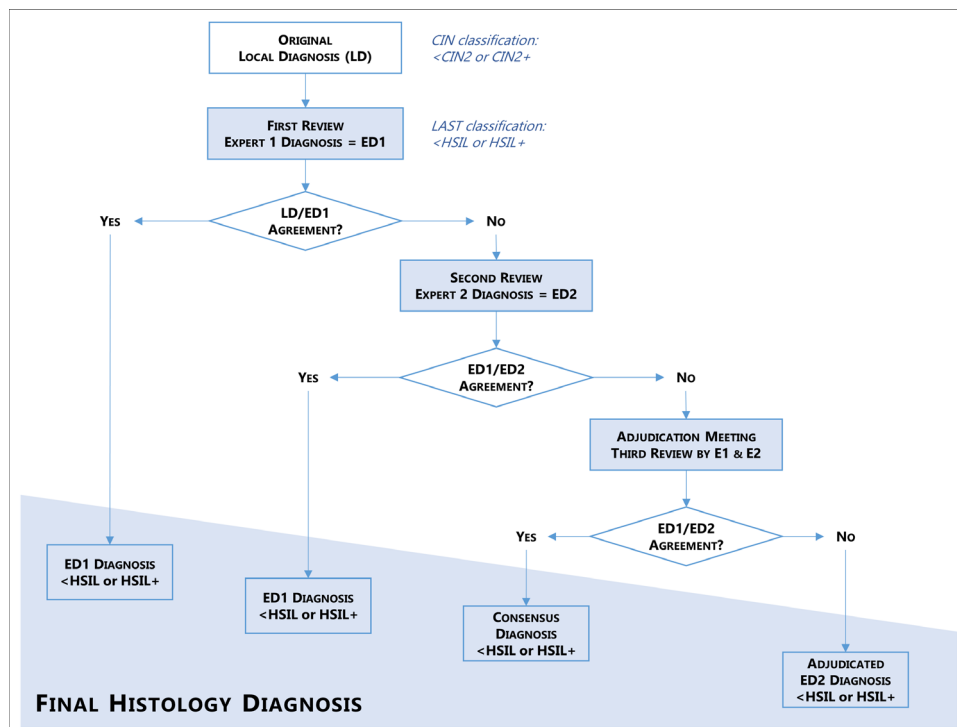 Original
Local Diagnosis (LD)
CIN classification:
<CIN2 or CIN2+
First Review
Expert 1 Diagnosis = ED1
LAST classification:
<HSIL or HSIL+
LD/ED1
Agreement?
Yes
No
Second Review
Expert 2 Diagnosis = ED2
ED1/ED2
Agreement?
Yes
No
Adjudication Meeting
Third Review by E1 & E2
ED1/ED2
Agreement?
Yes
No
ED1 Diagnosis
<HSIL or HSIL+
ED1 Diagnosis
<HSIL or HSIL+
Consensus
Diagnosis
<HSIL or HSIL+
Adjudicated
ED2 Diagnosis
<HSIL or HSIL+
Final Histology Diagnosis